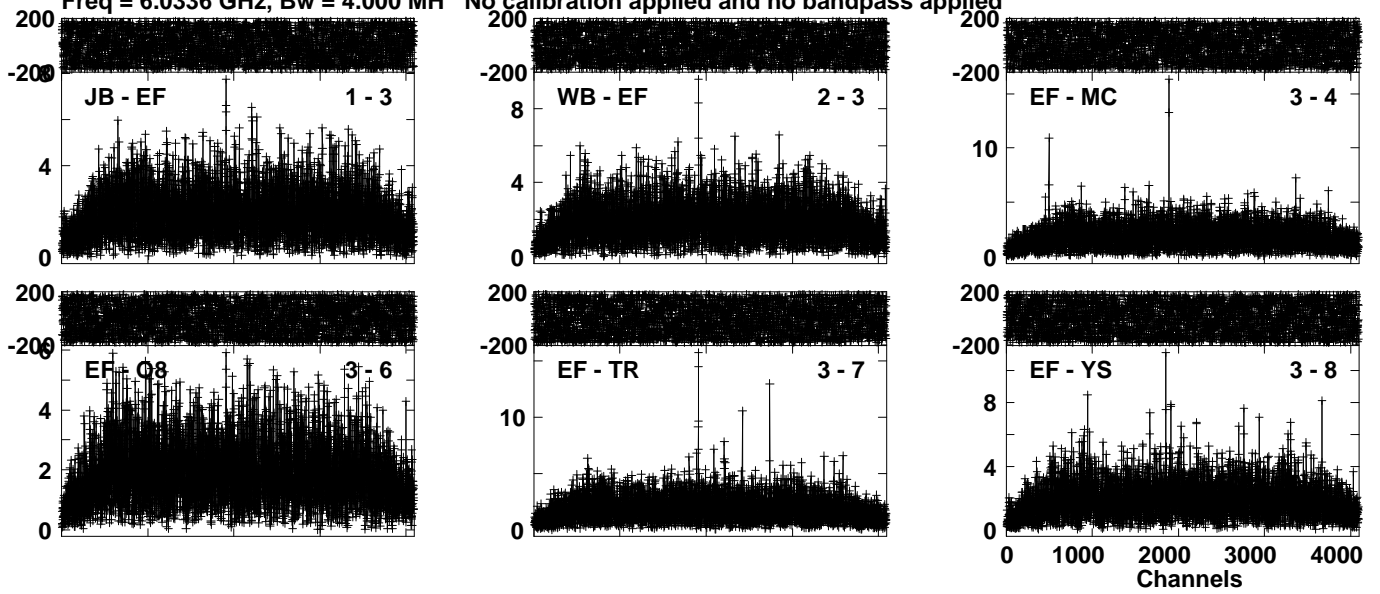 Freq = 6.0336 GHz, Bw = 4.000 MH No calibration applied and no bandpass applied
200 200 200
-200 -200 -200
8
JB - EF 1 - 3 WB - EF 2 - 3 EF - MC 3 - 4
8
10
4 4
0 0 0
200 200 200
-200 -200 -200
6
EF - O8 3 - 6 EF - TR 3 - 7 EF - YS 3 - 8
8
4 10
4
2
0 0 0
0 1000 2000 3000 4000
Channels